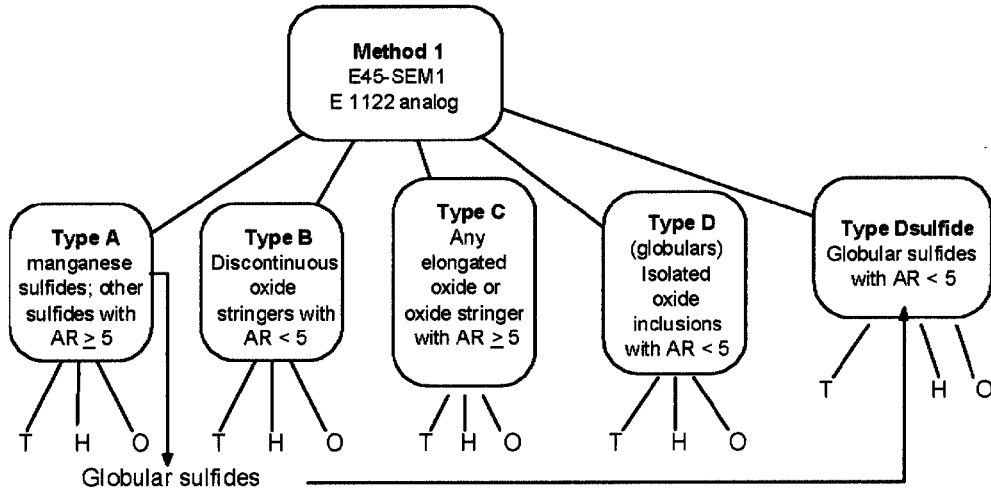 Method 1
E45-SEM1
E 1122 analog
Type A
manganese
sulfides; other
sulfides with
AR ≥ 5
Type B
Discontinuous
oxide
stringers with
AR < 5
Type C
Any
elongated
oxide or
oxide stringer
with AR ≥ 5
Type D
(globulars)
Isolated
oxide
inclusions
with AR < 5
Type Dsulfide
Globular sulfides
with AR < 5
T H O
T H O
T H O
T H O
T H O
Globular sulfides